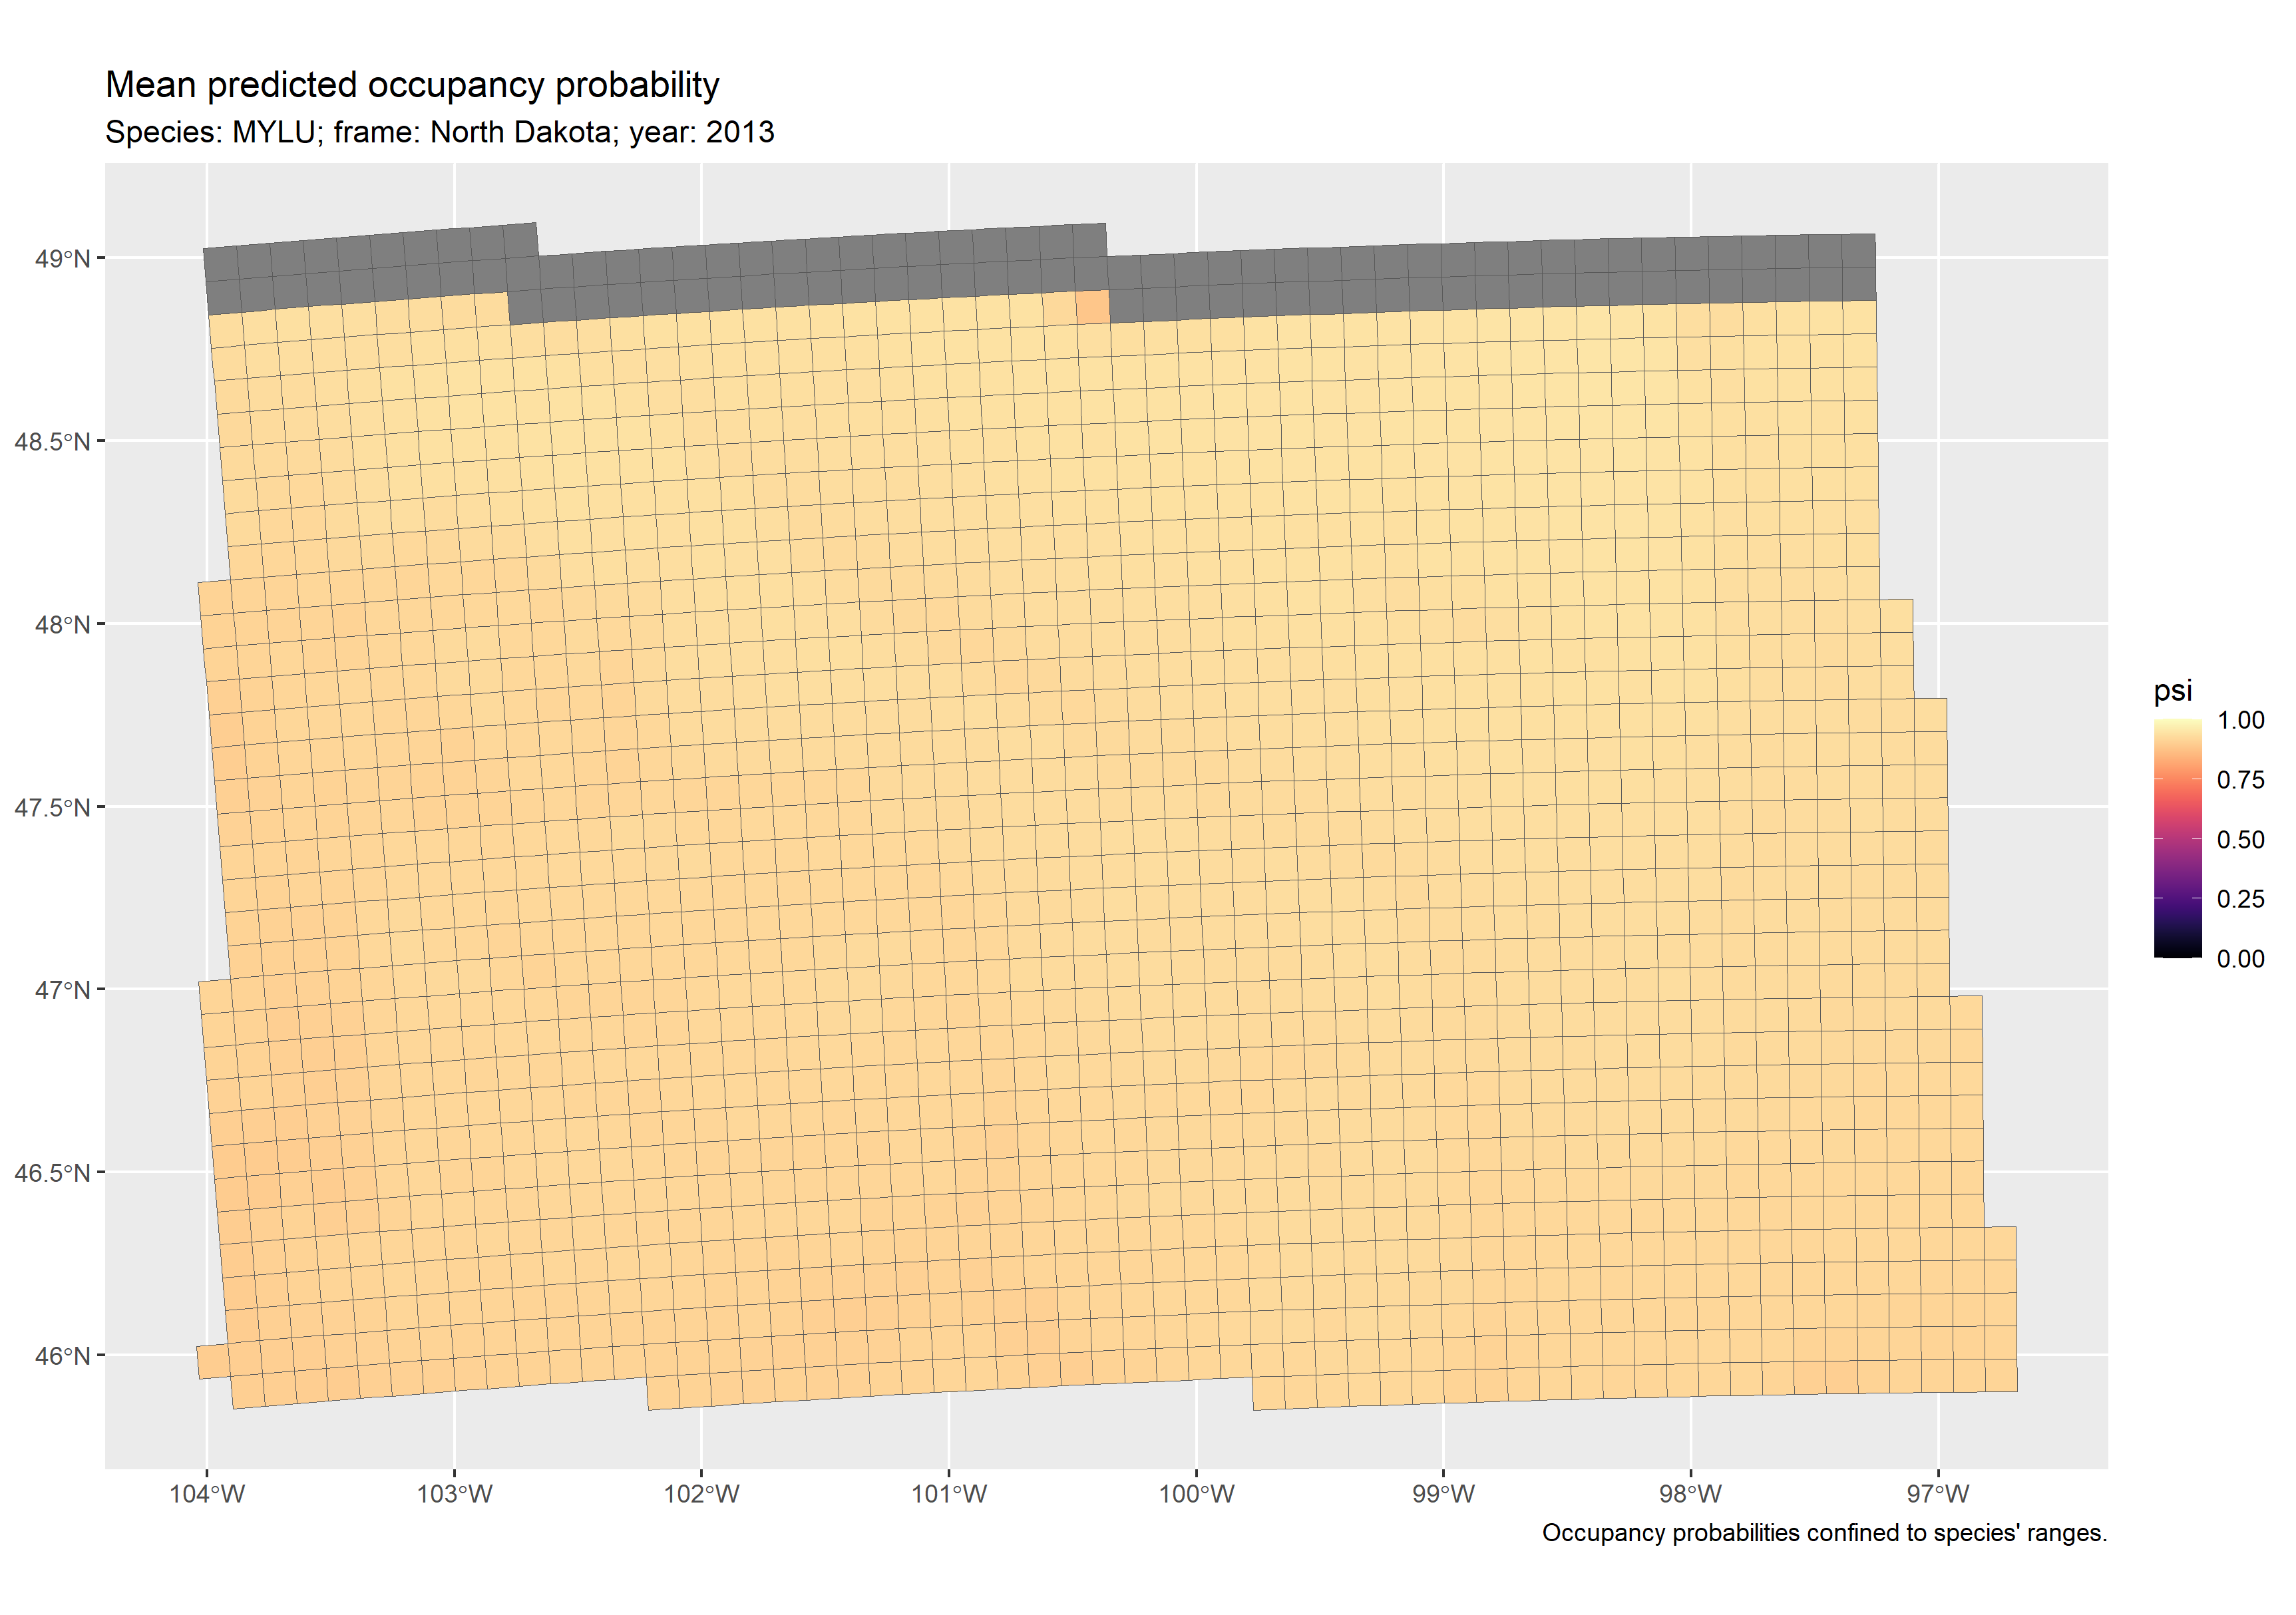 Mean predicted occupancy probability
Species: MYLU; frame: North Dakota; year: 2013
49°N
48.5°N
48°N
47.5°N
47°N
46.5°N
46°N
104°W
103°W
102°W
101°W
100°W
99°W
98°W
97°W
psi
1.00
0.75
0.50
0.25
0.00
Occupancy probabilities confined to species' ranges.